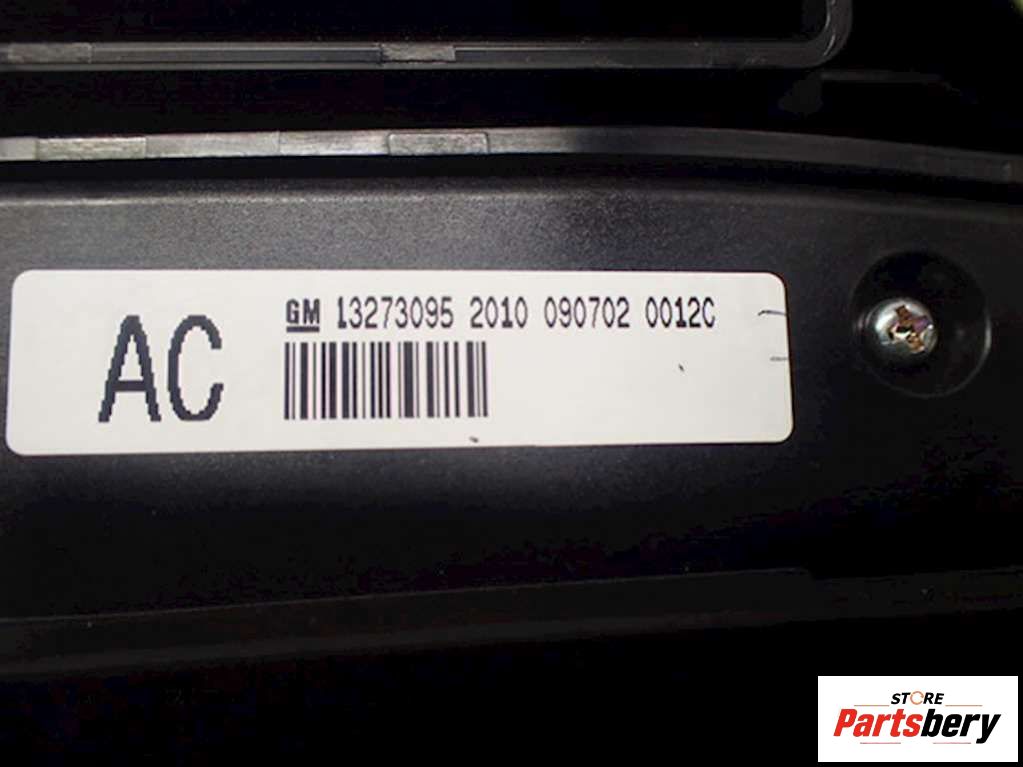 AC
GM 13273095 2010 090702 0012C
STORE
Partsbery